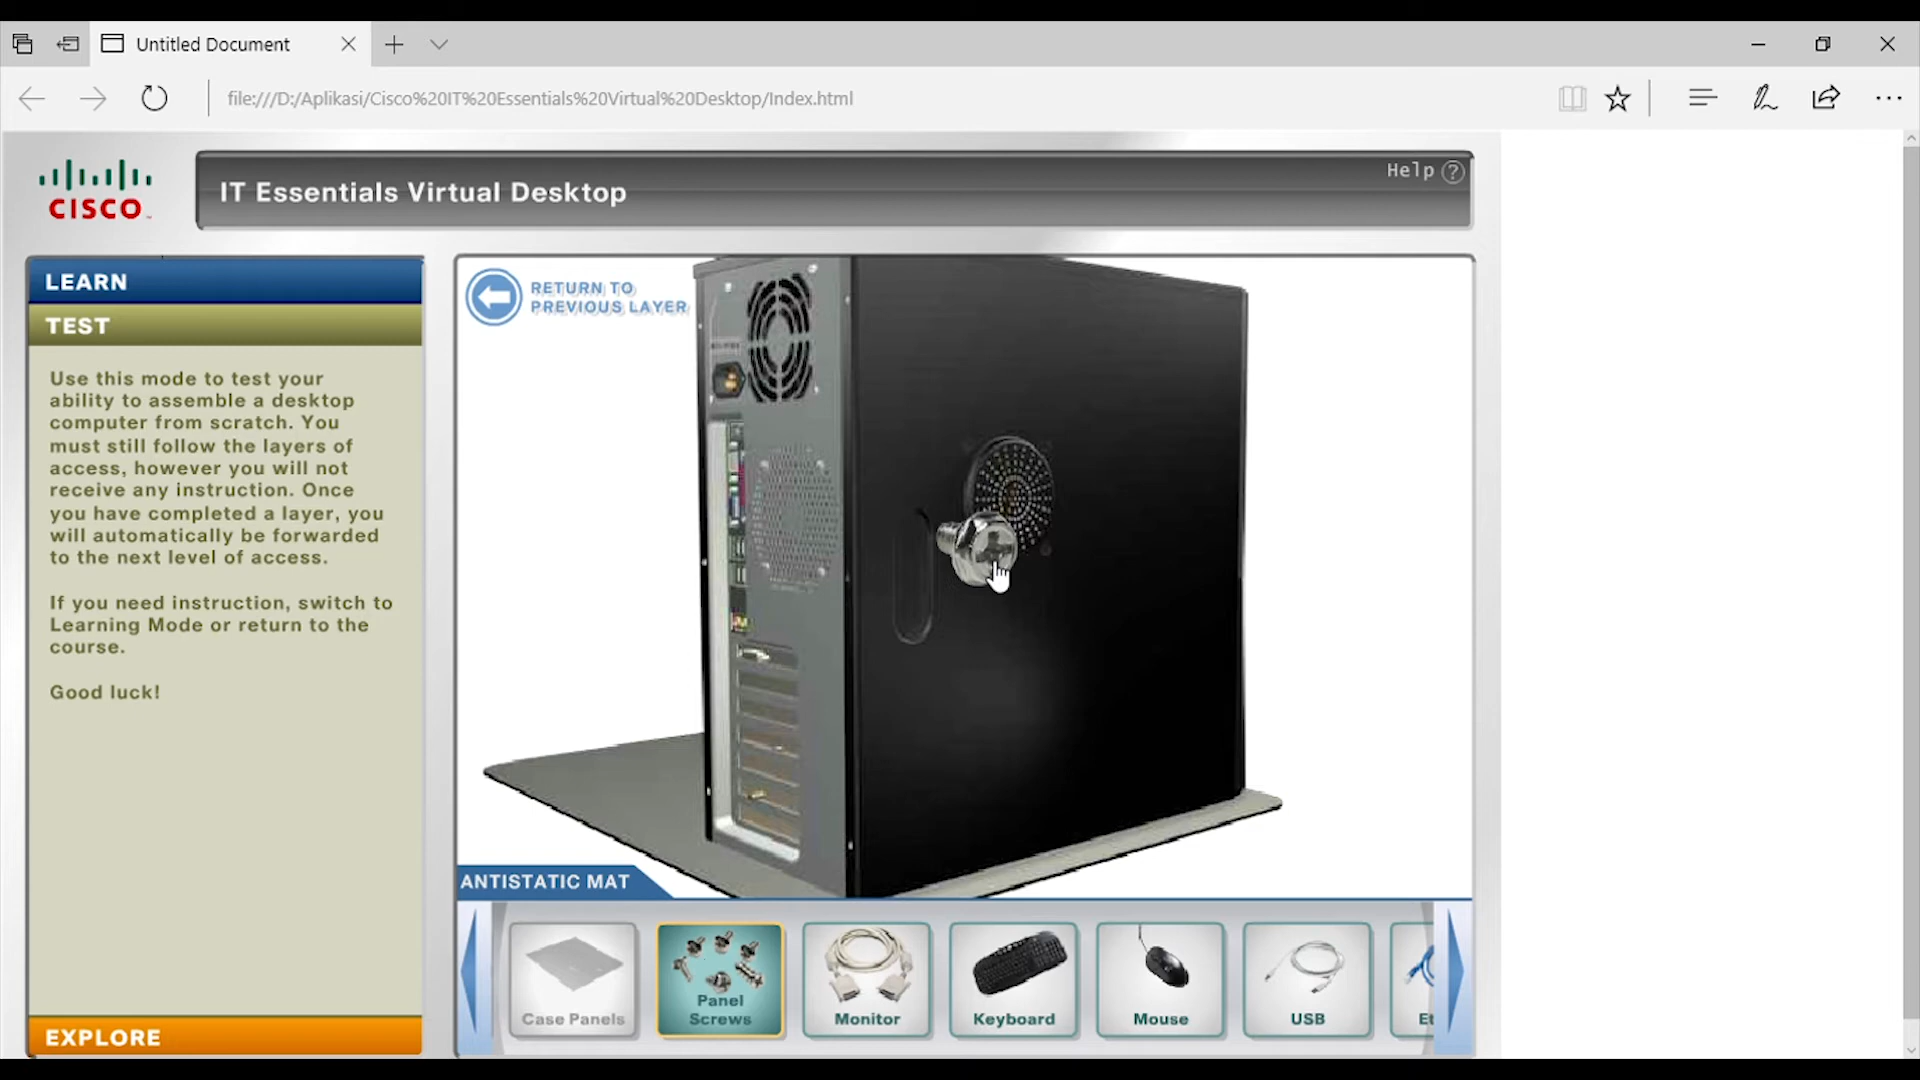 Untitled Document
file:///D:/Aplikasi/Cisco%20IT%20Essentials%20Virtual%20Desktop/Index.html
CISCO
IT Essentials Virtual Desktop
Help ?
LEARN
TEST
Use this mode to test your
ability to assemble a desktop
computer from scratch. You
must still follow the layers of
access, however you will not
receive any instruction. Once
you have completed a layer, you
will automatically be forwarded
to the next level of access.
If you need instruction, switch to
Learning Mode or return to the
course.
Good luck!
EXPLORE
RETURN TO
PREVIOUS LAYER
ANTISTATIC MAT
Case Panels
Panel
Screws
Monitor
Keyboard
Mouse
USB
Et